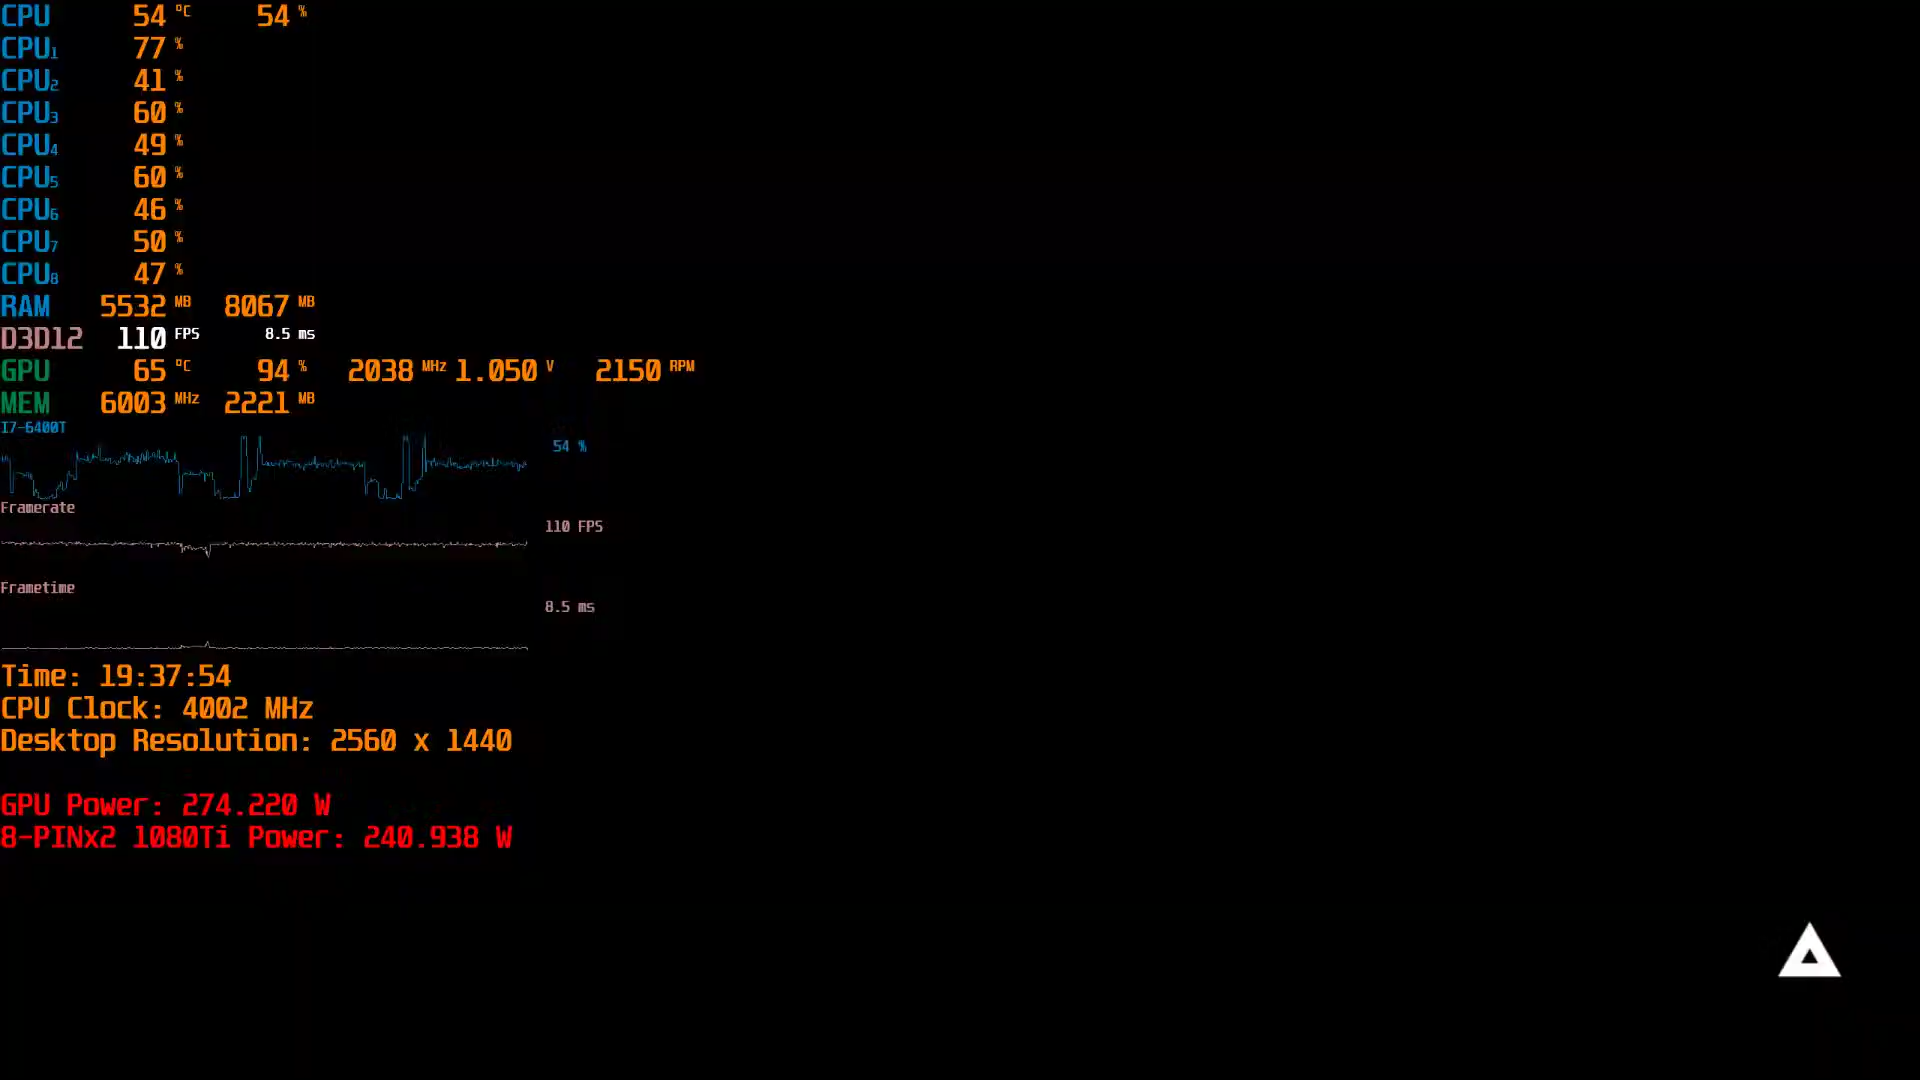 CPU 54 °C 54 %
CPU1 77 %
CPU2 41 %
CPU3 60 %
CPU4 49 %
CPU5 60 %
CPU6 46 %
CPU7 50 %
CPU8 47 %
RAM 5532 MB 8067 MB
D3D12 110 FPS 8.5 ms
GPU 65 °C 94 % 2038 MHz 1.050 V 2150 RPM
MEM 6003 MHz 2221 MB
I7-6400T
54 %
Framerate
110 FPS
Frametime
8.5 ms
Time: 19:37:54
CPU Clock: 4002 MHz
Desktop Resolution: 2560 x 1440
GPU Power: 274.220 W
8-PINx2 1080Ti Power: 240.938 W